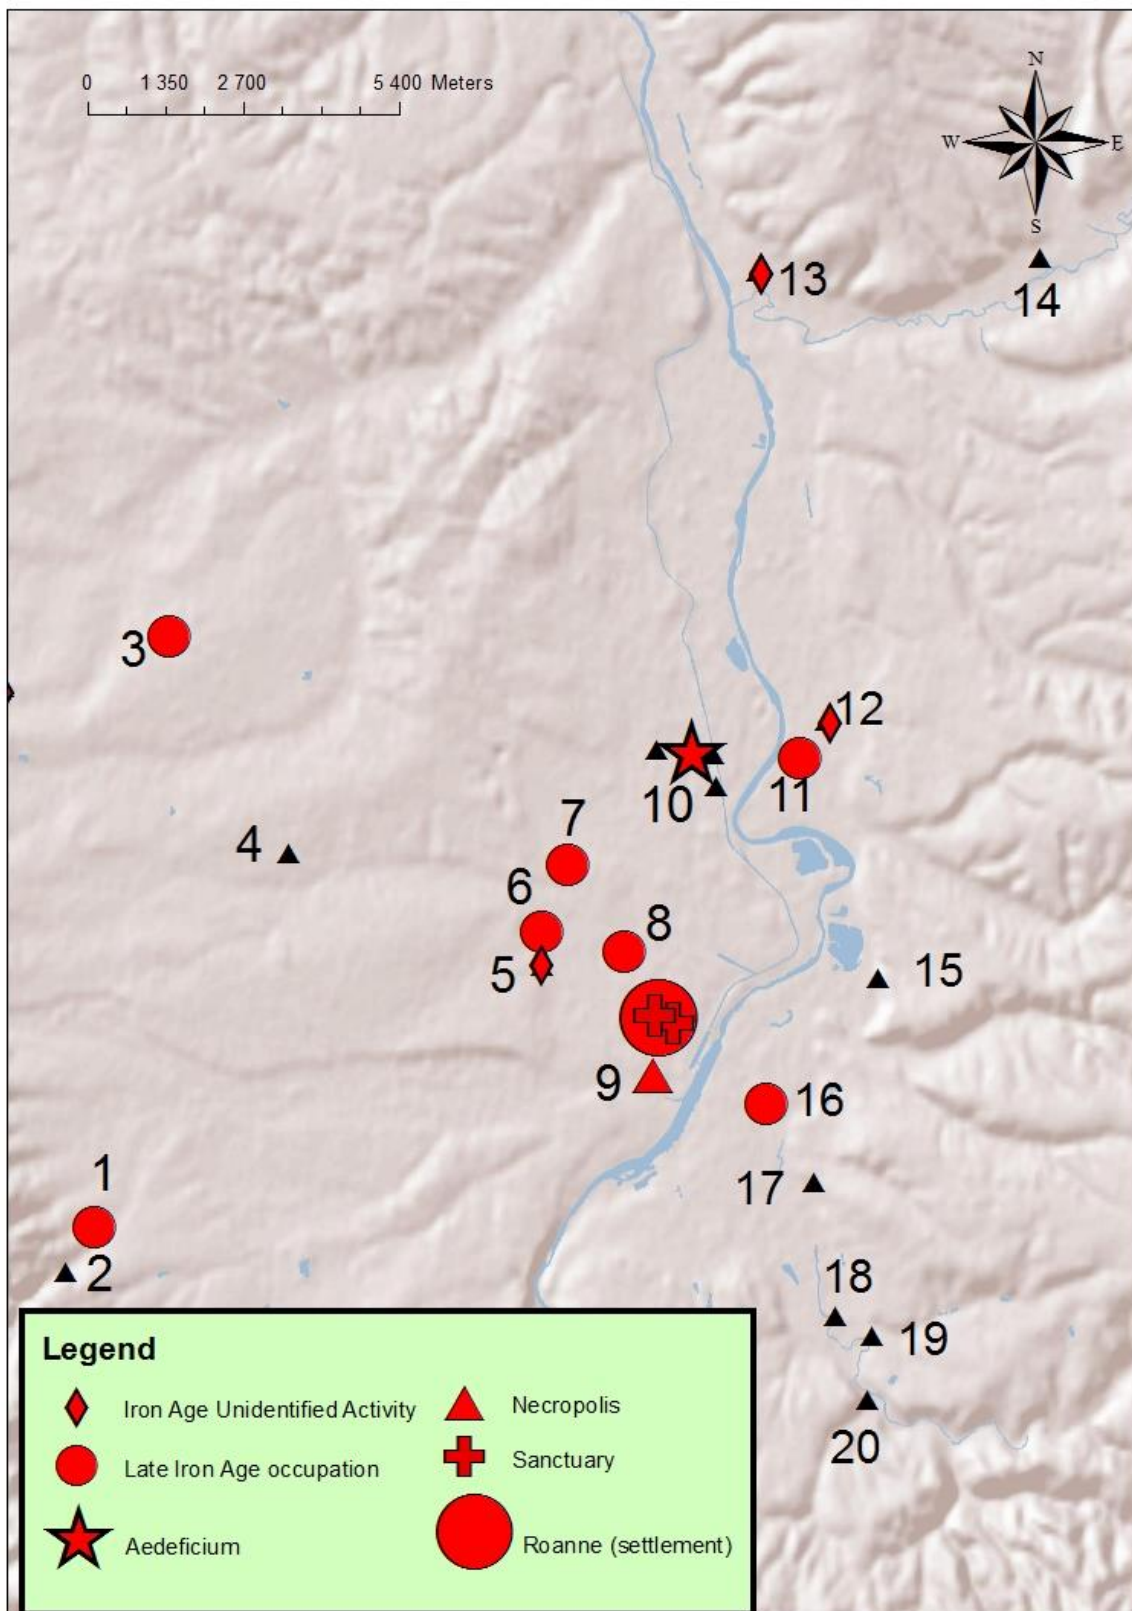 0 1 350 2 700 5 400 Meters
N
W E
S
13
14
3
12
11
10
7
4
6
8
5
15
9
16
1
17
2
18
19
20
Legend
Iron Age Unidentified Activity
Necropolis
Late Iron Age occupation
Sanctuary
Aedeficium
Roanne (settlement)